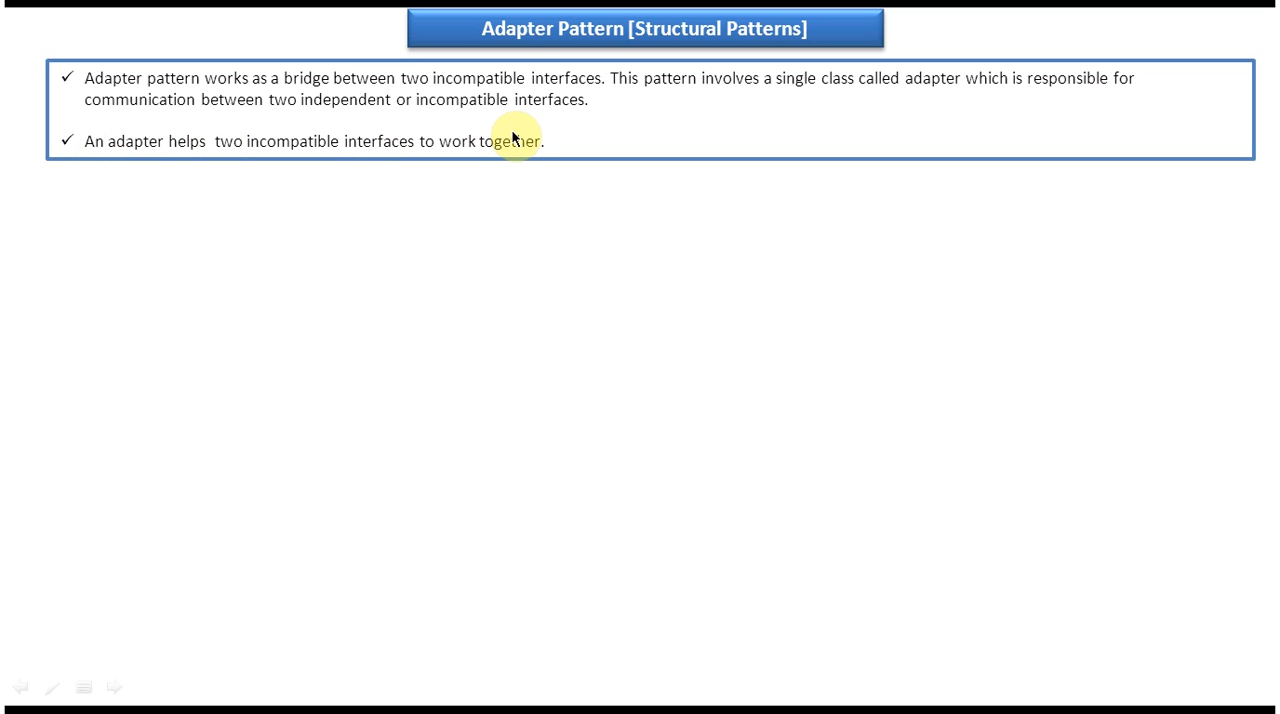 Adapter Pattern [Structural Patterns]
✓ Adapter pattern works as a bridge between two incompatible interfaces. This pattern involves a single class called adapter which is responsible for
communication between two independent or incompatible interfaces.
✓ An adapter helps two incompatible interfaces to work together.